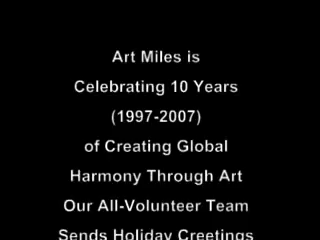 Art Miles is
Celebrating 10 Years
(1997-2007)
of Creating Global
Harmony Through Art
Our All-Volunteer Team
Sends Holiday Greetings